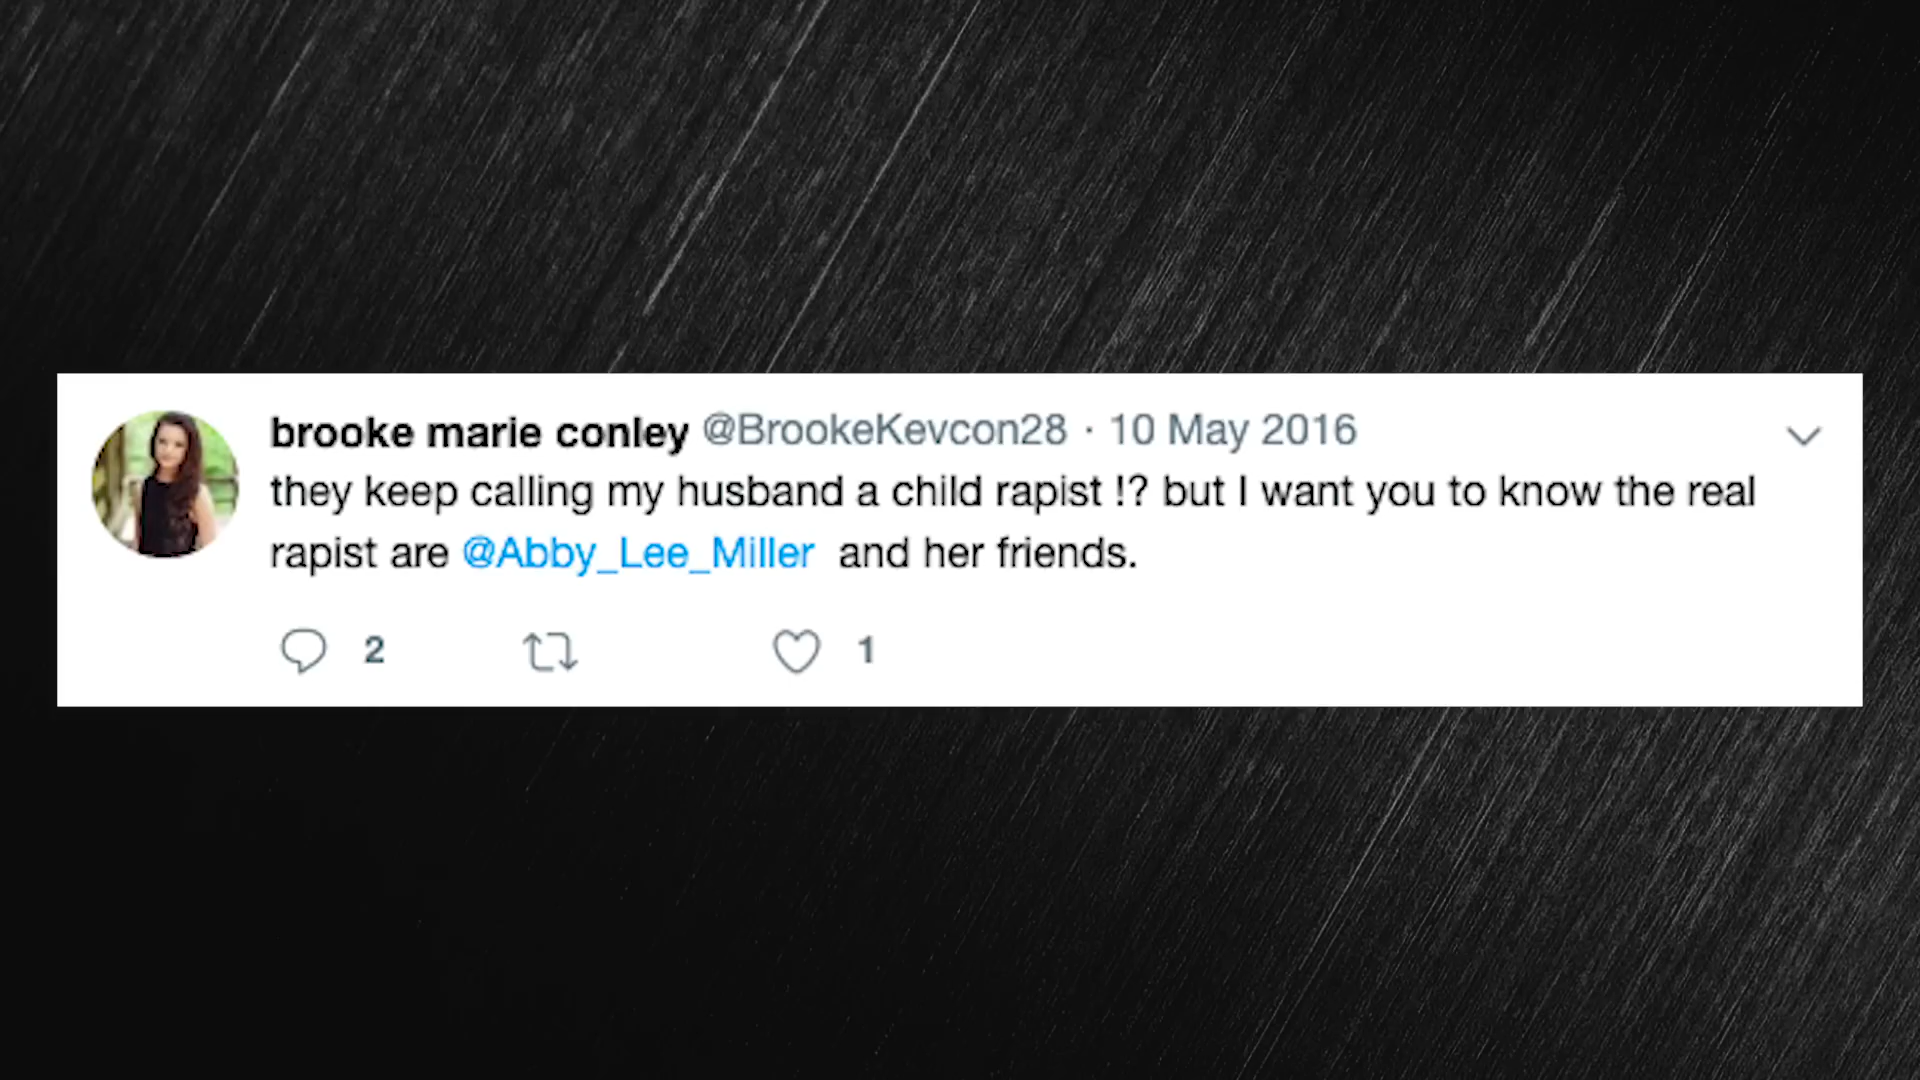 brooke marie conley @BrookeKevcon28 · 10 May 2016
they keep calling my husband a child rapist !? but I want you to know the real
rapist are @Abby_Lee_Miller and her friends.
2 1